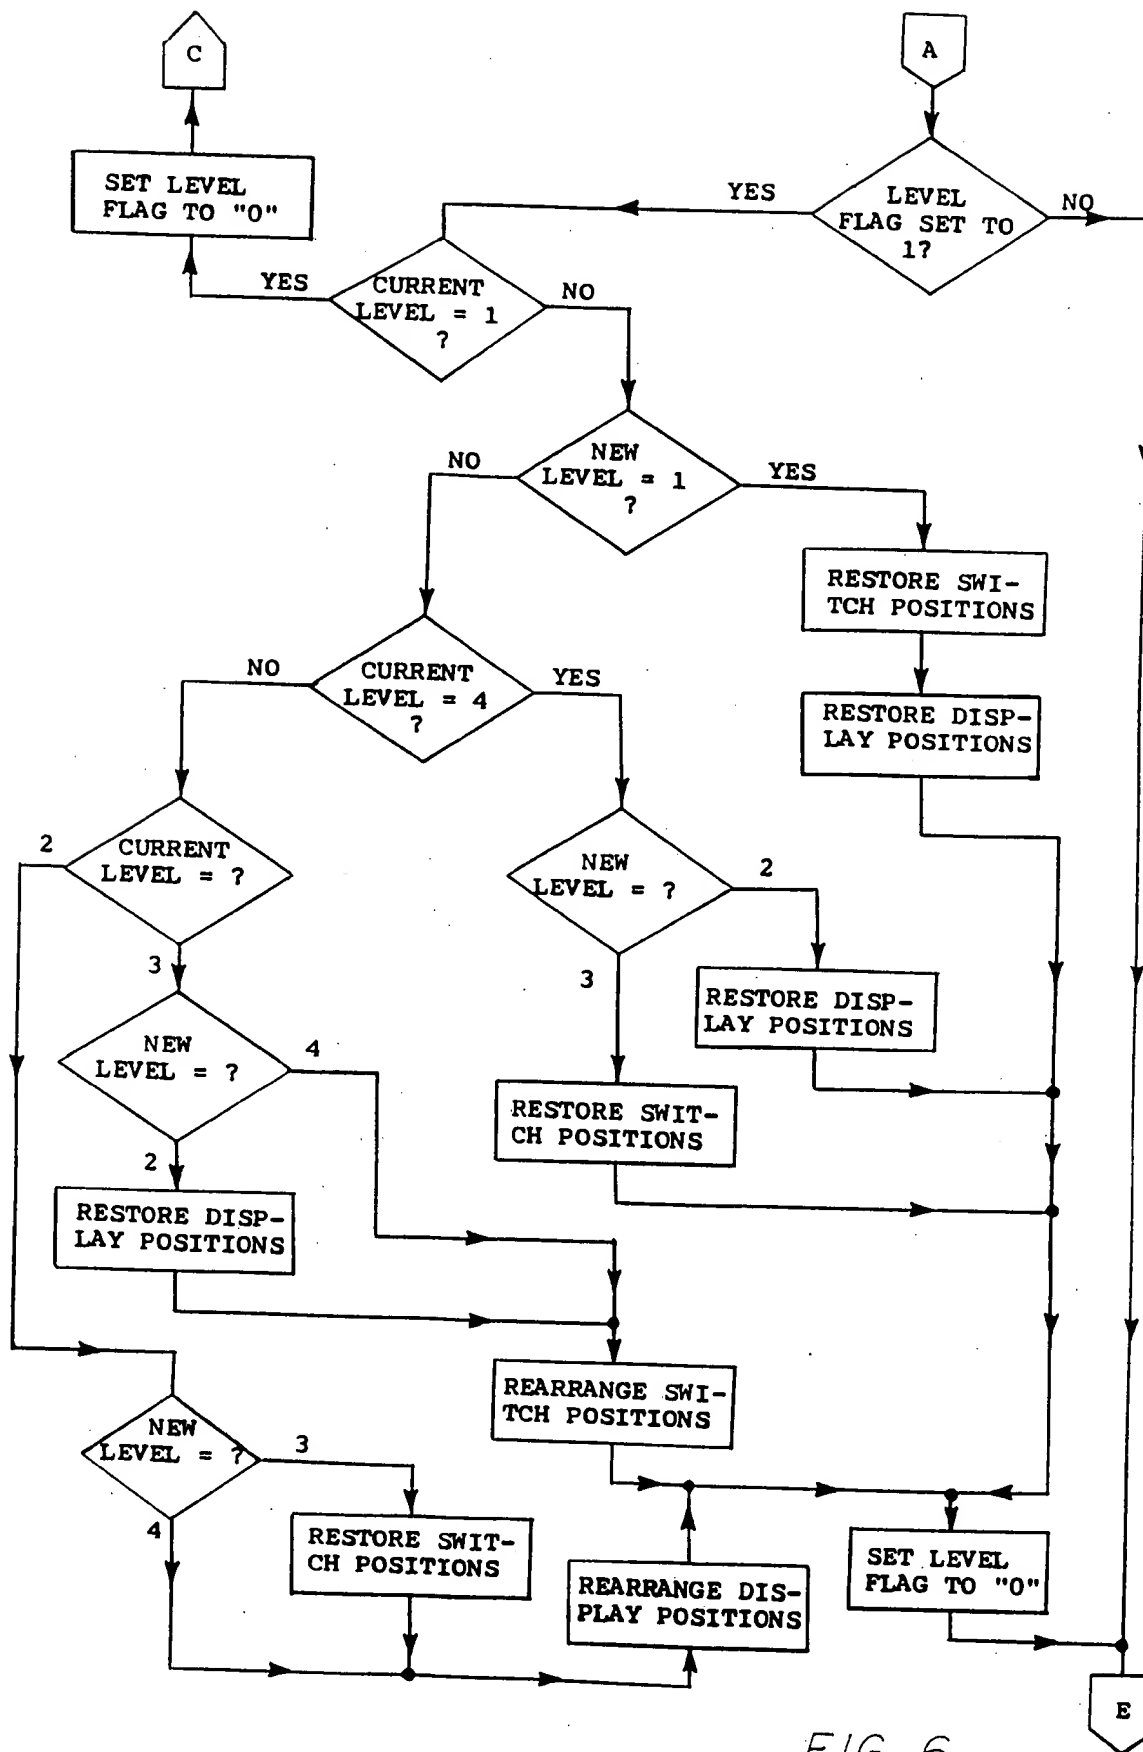 C
A
SET LEVEL
FLAG TO "0"
YES
LEVEL
FLAG SET TO
1?
NO
YES
CURRENT
LEVEL = 1
?
NO
NO
NEW
LEVEL = 1
?
YES
RESTORE SWI-
TCH POSITIONS
NO
CURRENT
LEVEL = 4
?
YES
RESTORE DISP-
LAY POSITIONS
2
CURRENT
LEVEL = ?
NEW
LEVEL = ?
2
3
3
RESTORE DISP-
LAY POSITIONS
NEW
LEVEL = ?
4
RESTORE SWIT-
CH POSITIONS
2
RESTORE DISP-
LAY POSITIONS
REARRANGE SWI-
TCH POSITIONS
NEW
LEVEL = ?
3
4
RESTORE SWIT-
CH POSITIONS
REARRANGE DIS-
PLAY POSITIONS
SET LEVEL
FLAG TO "0"
E
FIG 6